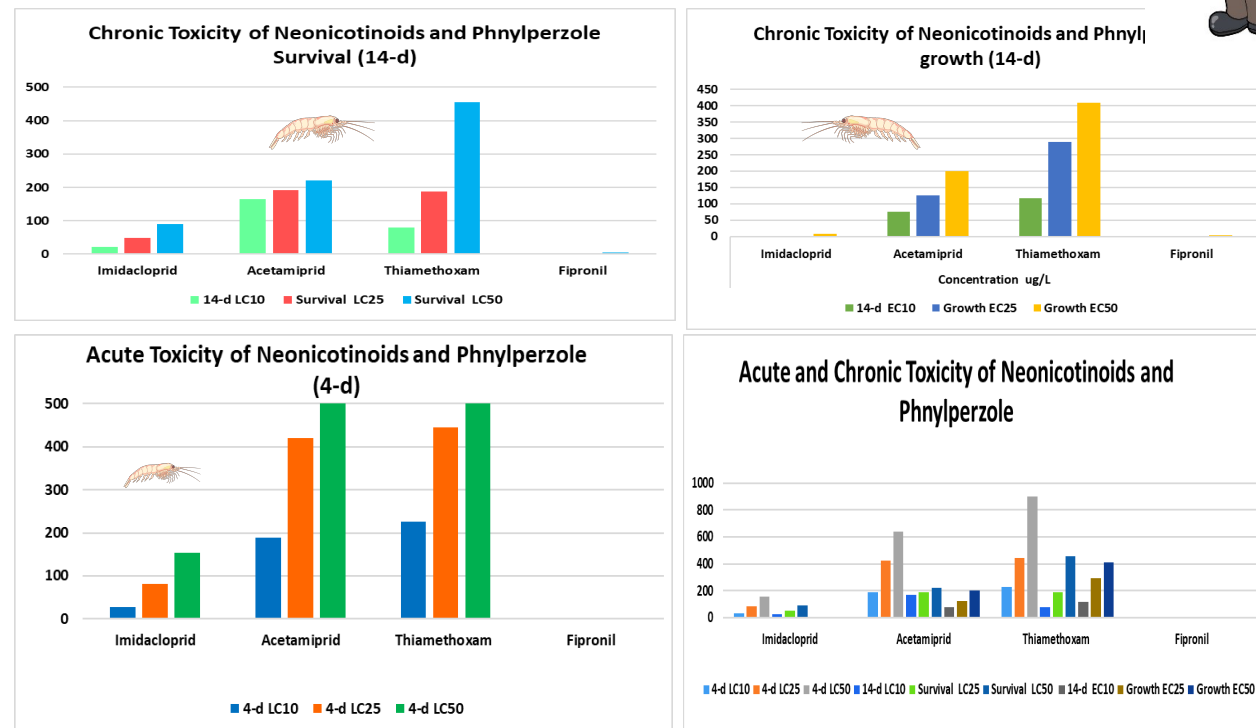 Chronic Toxicity of Neonicotinoids and Phnylperzole
Survival (14-d)
500
400
300
200
100
0
Imidacloprid Acetamiprid Thiamethoxam Fipronil
14-d LC10 Survival LC25 Survival LC50
Chronic Toxicity of Neonicotinoids and Phnyl
growth (14-d)
450
400
350
300
250
200
150
100
50
0
Imidacloprid Acetamiprid Thiamethoxam Fipronil
Concentration ug/L
14-d EC10 Growth EC25 Growth EC50
Acute Toxicity of Neonicotinoids and Phnylperzole
(4-d)
500
400
300
200
100
0
Imidacloprid Acetamiprid Thiamethoxam Fipronil
4-d LC10 4-d LC25 4-d LC50
Acute and Chronic Toxicity of Neonicotinoids and
Phnylperzole
1000
800
600
400
200
0
Imidacloprid Acetamiprid Thiamethoxam Fipronil
4-d LC10 4-d LC25 4-d LC50 14-d LC10 Survival LC25 Survival LC50 14-d EC10 Growth EC25 Growth EC50